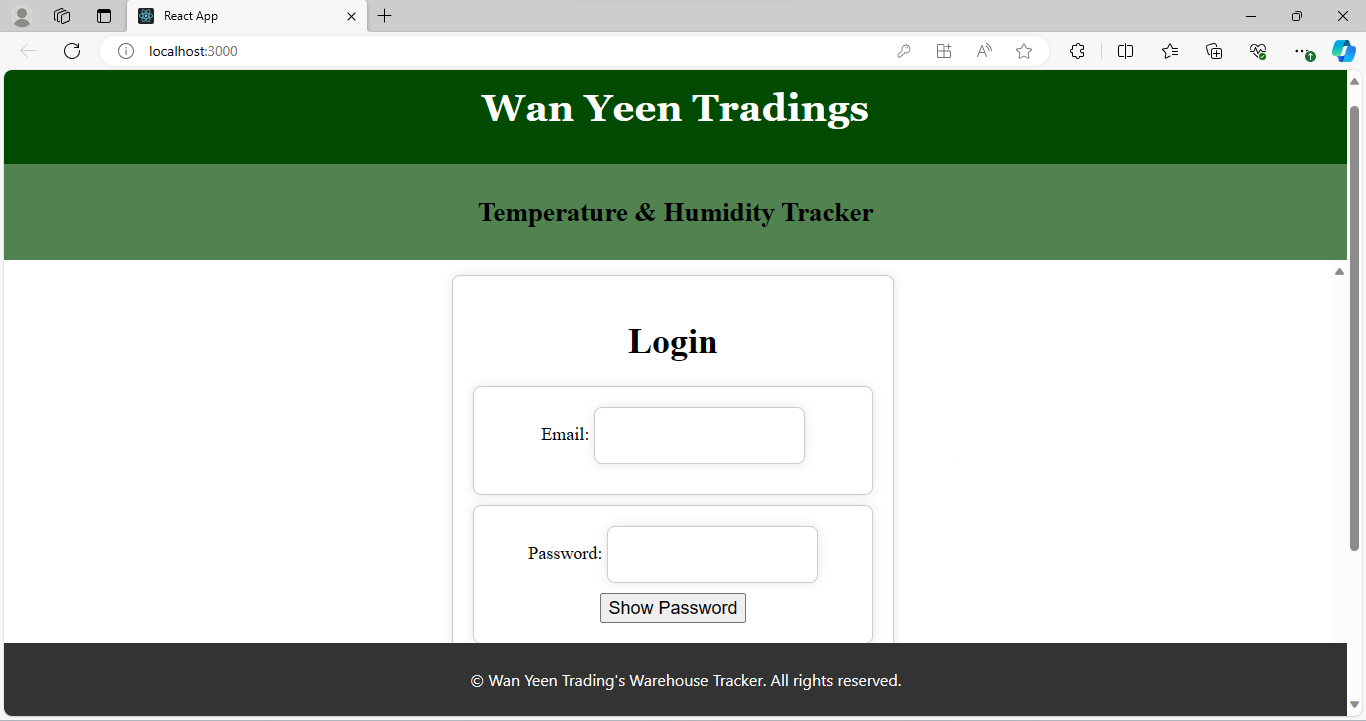 React App
localhost:3000
Wan Yeen Tradings
Temperature & Humidity Tracker
Login
Email:
Password:
Show Password
© Wan Yeen Trading's Warehouse Tracker. All rights reserved.